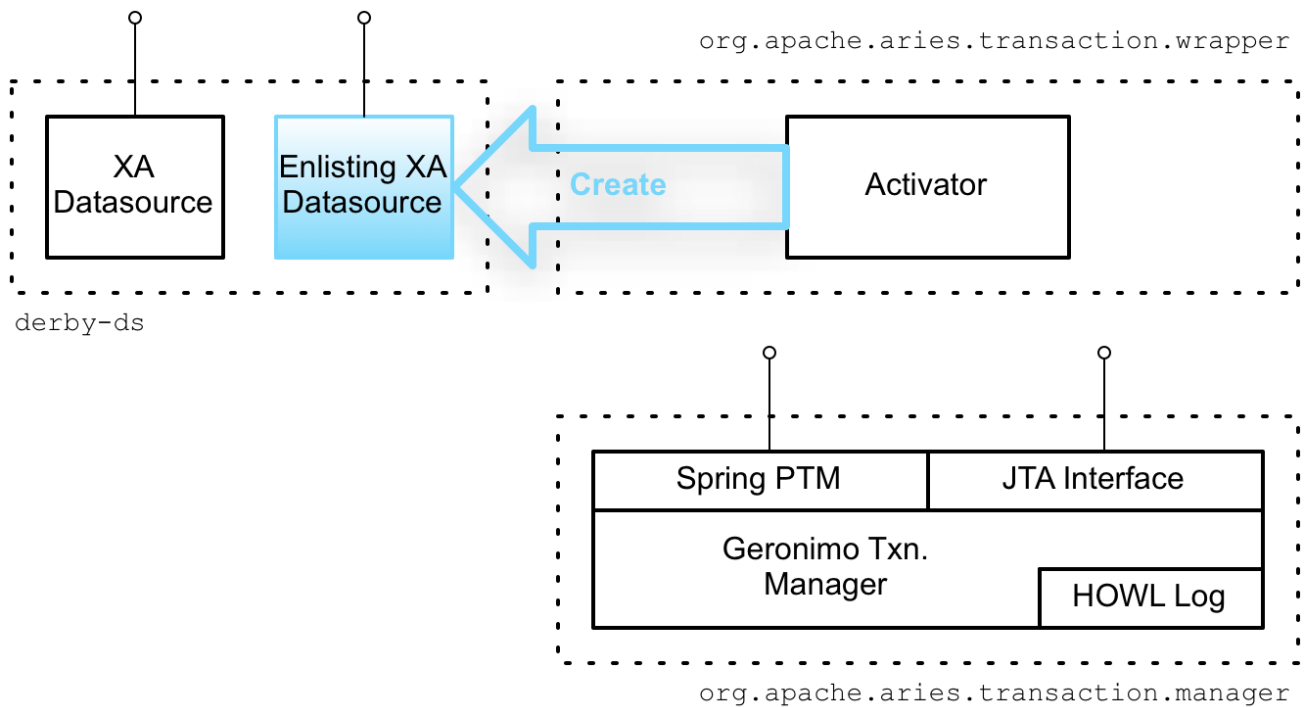 org.apache.aries.transaction.wrapper
XA
Datasource
Enlisting XA
Datasource
Create
Activator
derby-ds
Spring PTM
JTA Interface
Geronimo Txn.
Manager
HOWL Log
org.apache.aries.transaction.manager